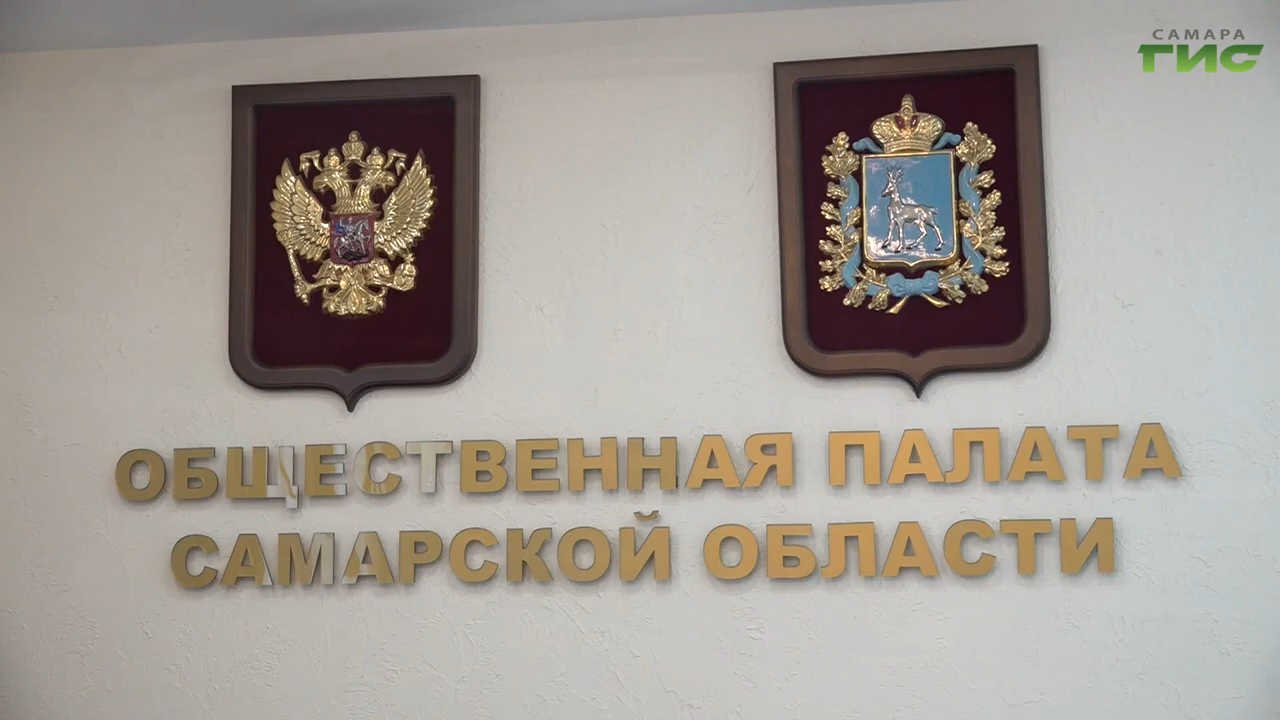 САМАРА
ГИС
ОБЩЕСТВЕННАЯ ПАЛАТА
САМАРСКОЙ ОБЛАСТИ